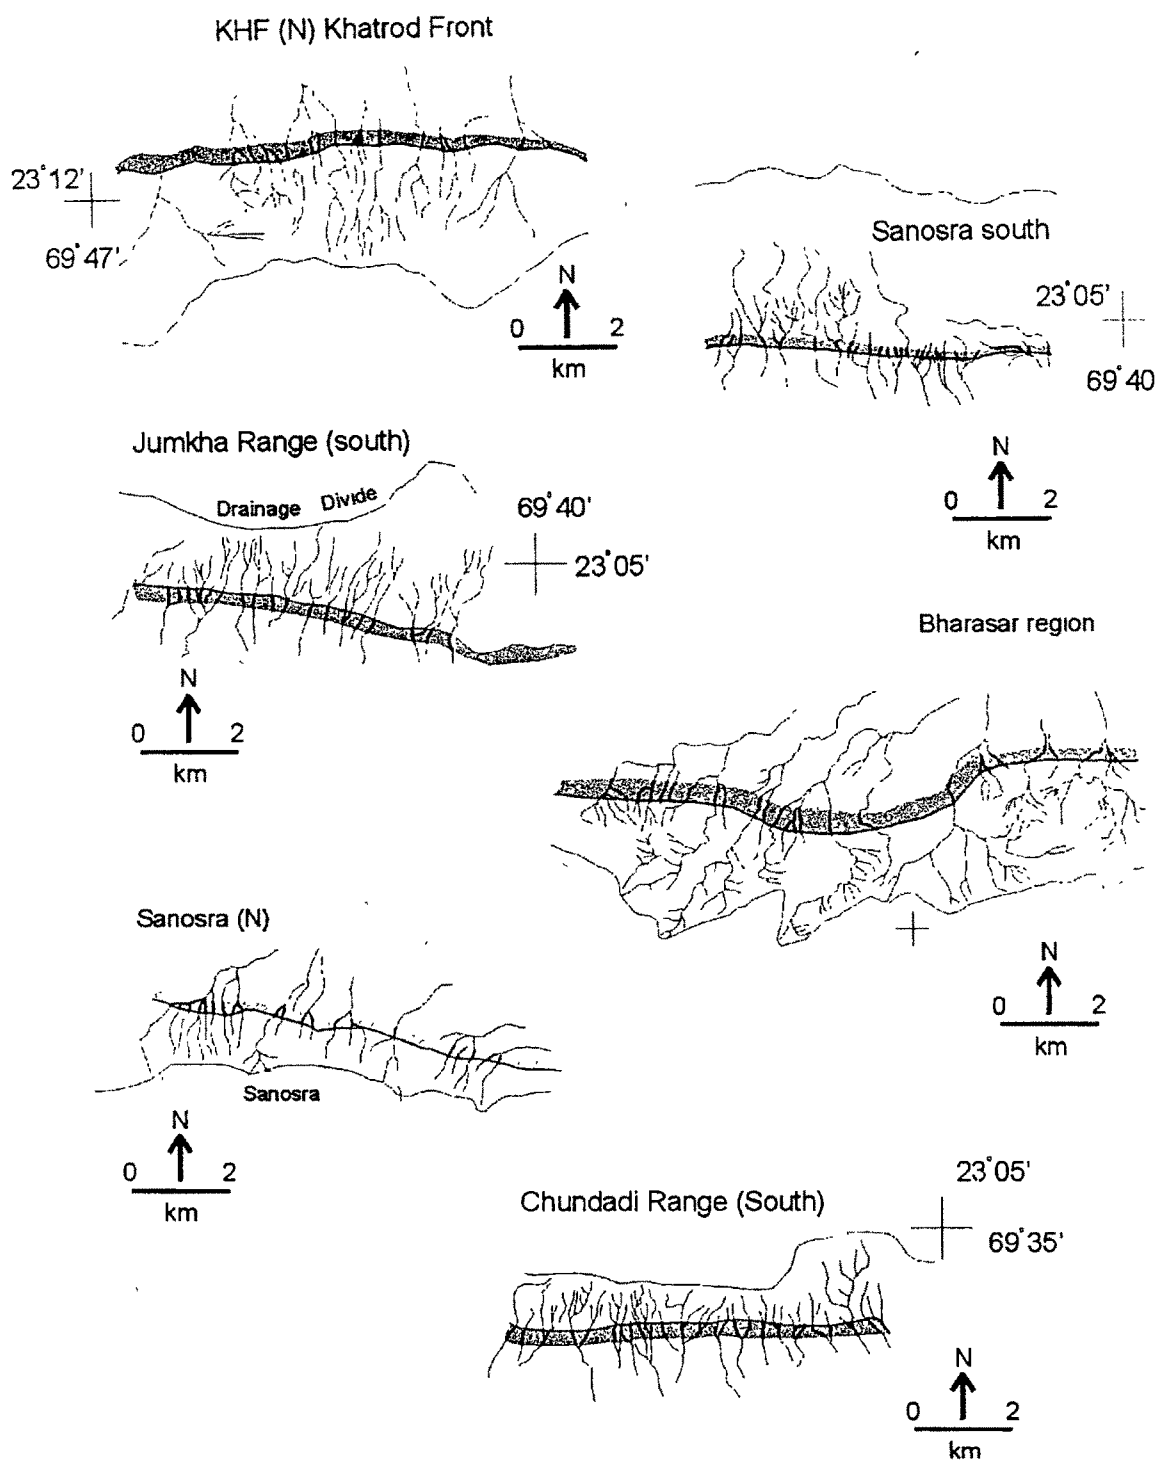 KHF (N) Khatrod Front
23°12'
69°47'
N
0 2
km
Sanosra south
23°05'
69°40
N
0 2
km
Jumkha Range (south)
Drainage Divide
69°40'
23°05'
N
0 2
km
Bharasar region
N
0 2
km
Sanosra (N)
Sanosra
N
0 2
km
Chundadi Range (South)
23°05'
69°35'
N
0 2
km